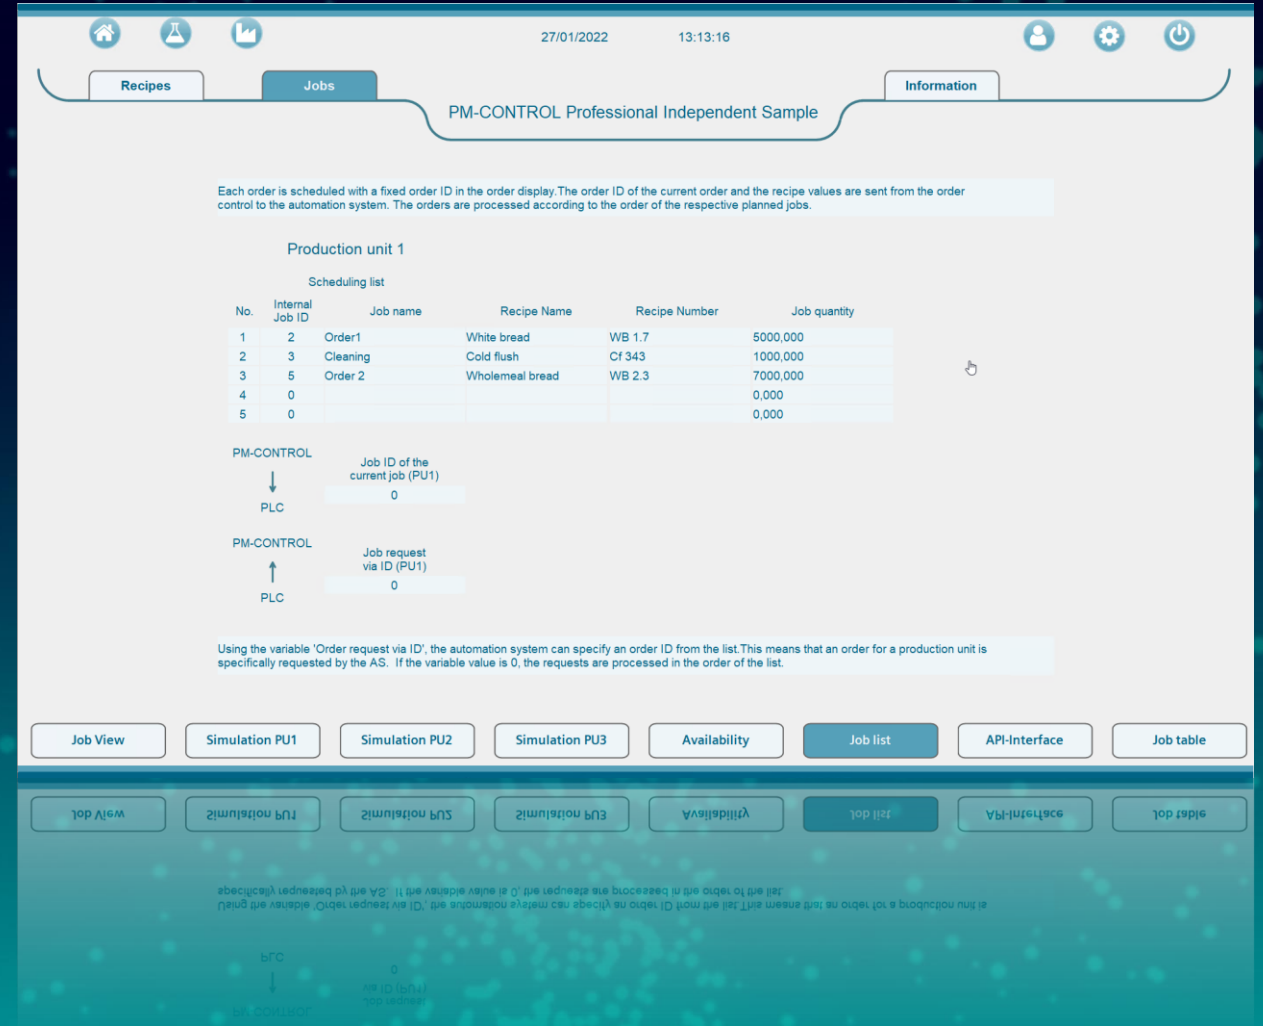 27/01/2022 13:13:16
Recipes Jobs Information
PM-CONTROL Professional Independent Sample
Each order is scheduled with a fixed order ID in the order display.The order ID of the current order and the recipe values are sent from the order
control to the automation system. The orders are processed according to the order of the respective planned jobs.
Production unit 1
Scheduling list
No. Internal Job ID Job name Recipe Name Recipe Number Job quantity
1 2 Order1 White bread WB 1.7 5000,000
2 3 Cleaning Cold flush Cf 343 1000,000
3 5 Order 2 Wholemeal bread WB 2.3 7000,000
4 0 0,000
5 0 0,000
PM-CONTROL
Job ID of the
current job (PU1)
0
PLC
PM-CONTROL
Job request
via ID (PU1)
0
PLC
Using the variable 'Order request via ID', the automation system can specify an order ID from the list.This means that an order for a production unit is
specifically requested by the AS. If the variable value is 0, the requests are processed in the order of the list.
Job View Simulation PU1 Simulation PU2 Simulation PU3 Availability Job list API-Interface Job table